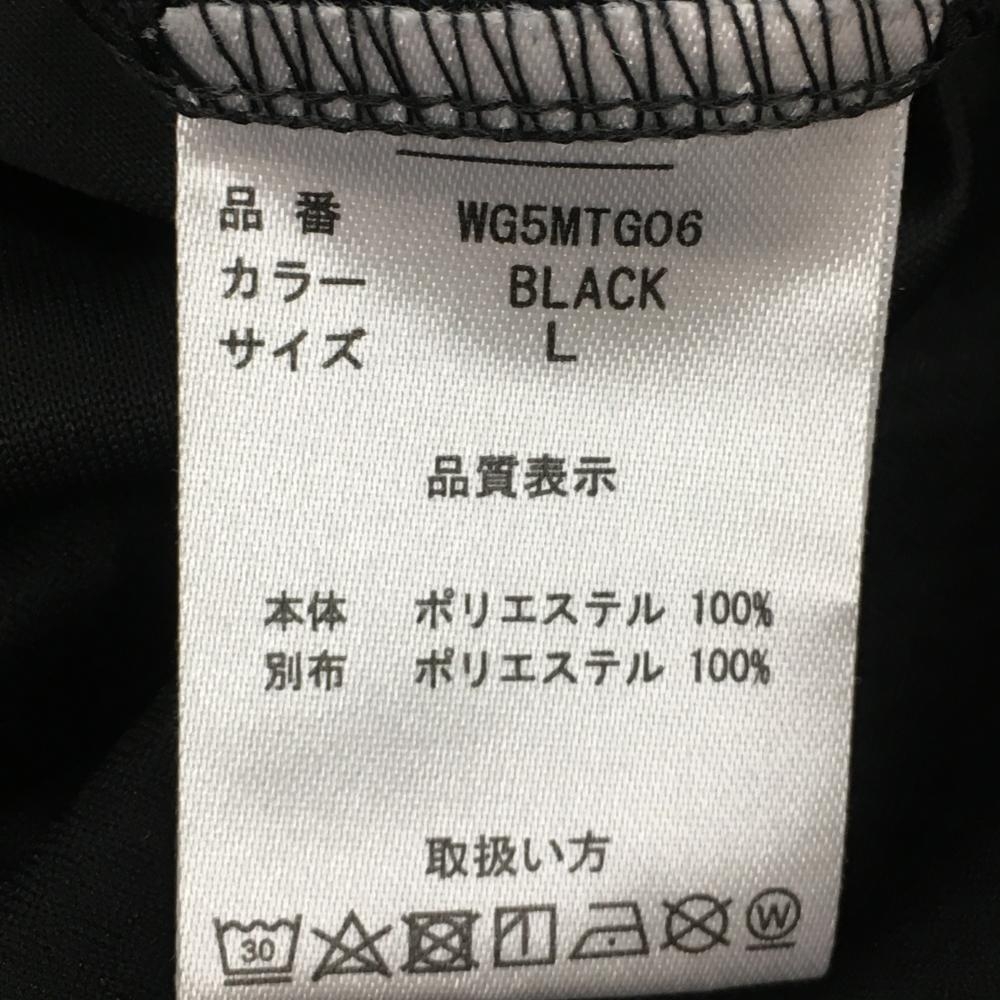 品 番 WG5MTG06
カラー BLACK
サイズ L
品質表示
本体 ポリエステル 100%
別布 ポリエステル 100%
取扱い方
30 W